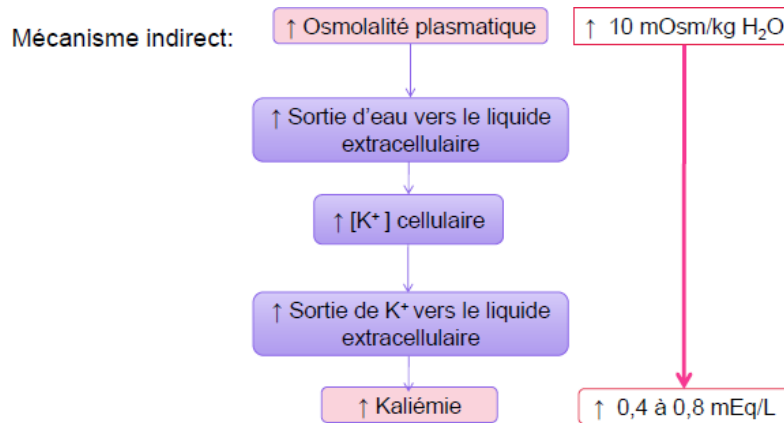 Mécanisme indirect:
↑ Osmolalité plasmatique
↑ 10 mOsm/kg H₂O
↑ Sortie d'eau vers le liquide
extracellulaire
↑ [K⁺] cellulaire
↑ Sortie de K⁺ vers le liquide
extracellulaire
↑ Kaliémie
↑ 0,4 à 0,8 mEq/L